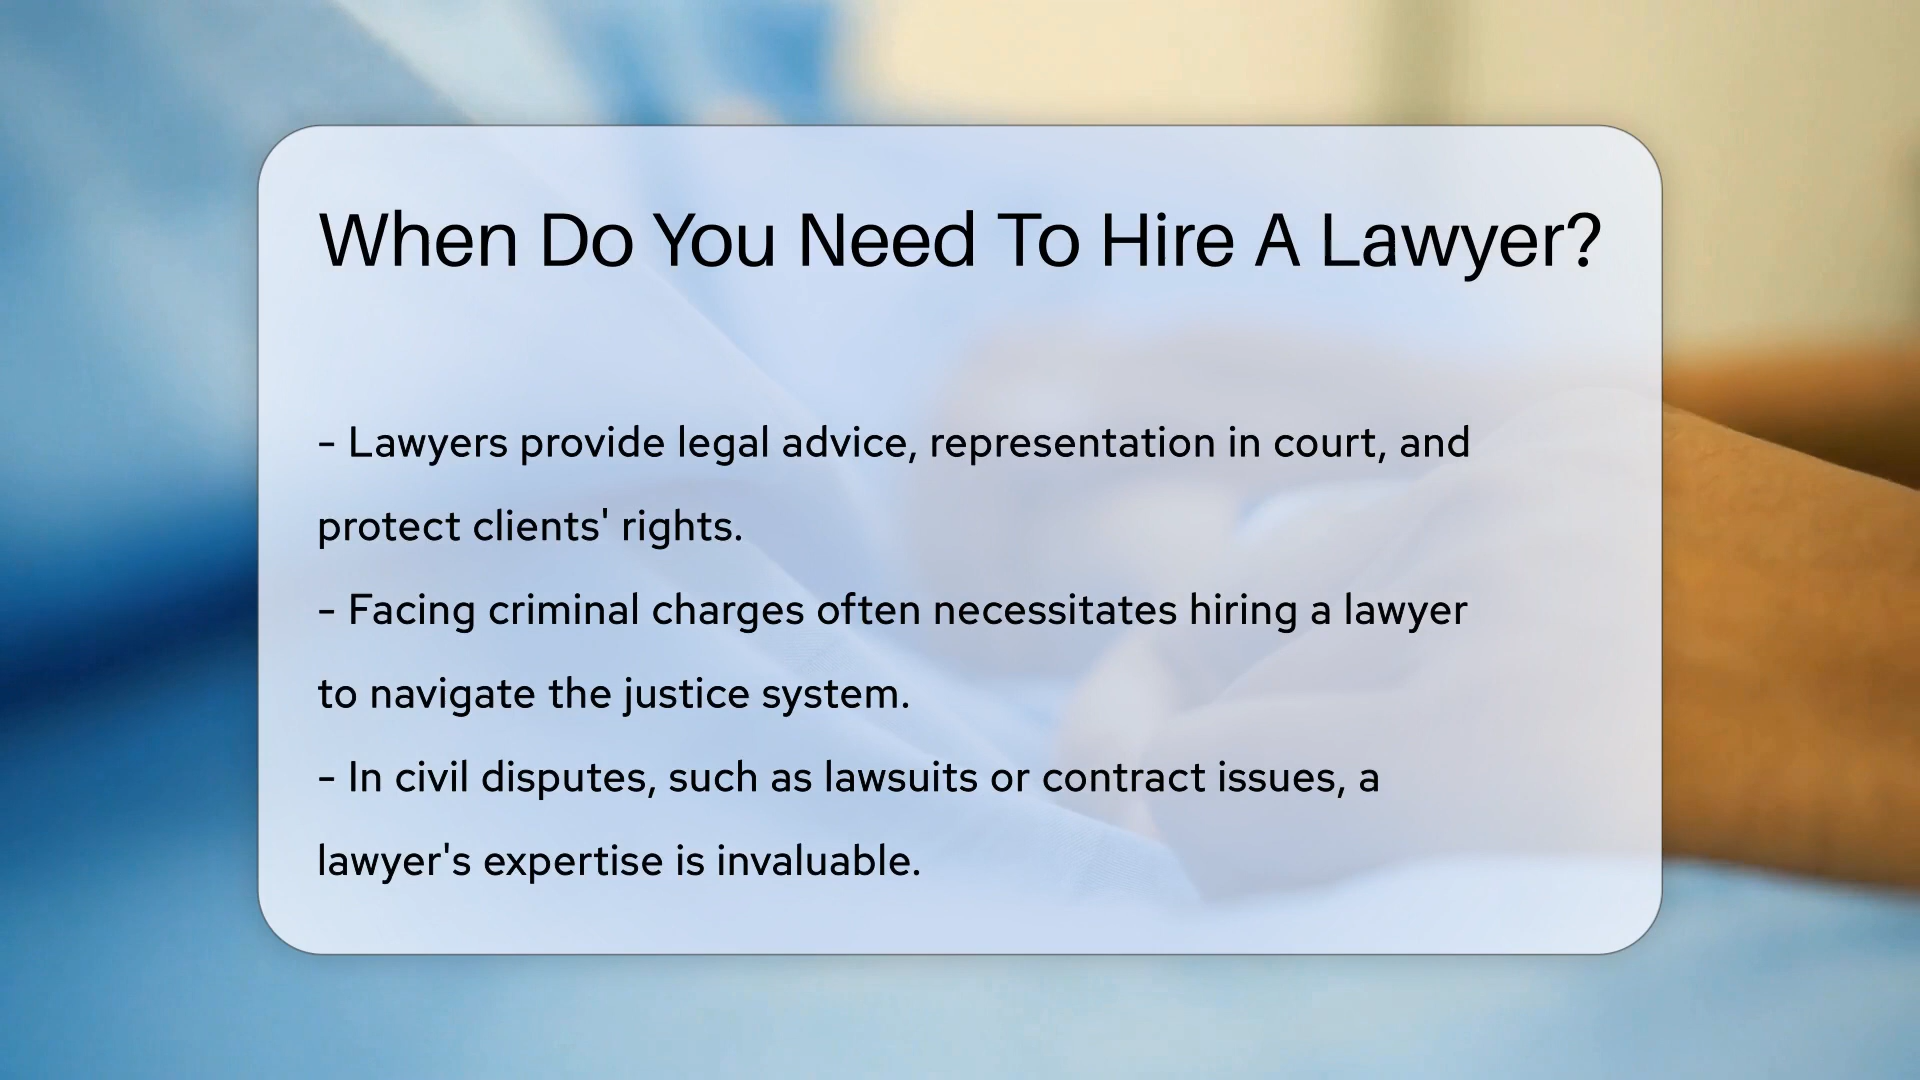 When Do You Need To Hire A Lawyer?
- Lawyers provide legal advice, representation in court, and
protect clients' rights.
- Facing criminal charges often necessitates hiring a lawyer
to navigate the justice system.
- In civil disputes, such as lawsuits or contract issues, a
lawyer's expertise is invaluable.